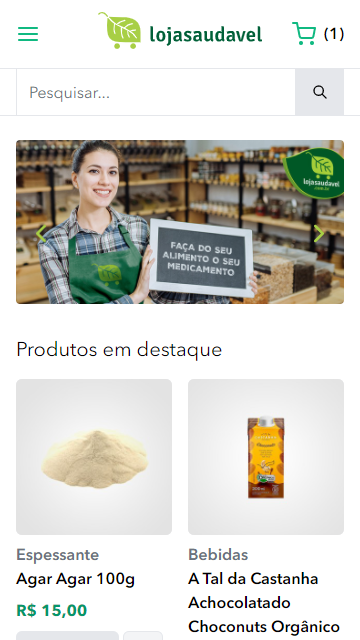 lojasaudavel
(1)
Pesquisar...
lojasaudavel
FAÇA DO SEU
ALIMENTO O SEU
MEDICAMENTO
Produtos em destaque
Espessante
Agar Agar 100g
R$ 15,00
Bebidas
A Tal da Castanha
Achocolatado
Choconuts Orgânico